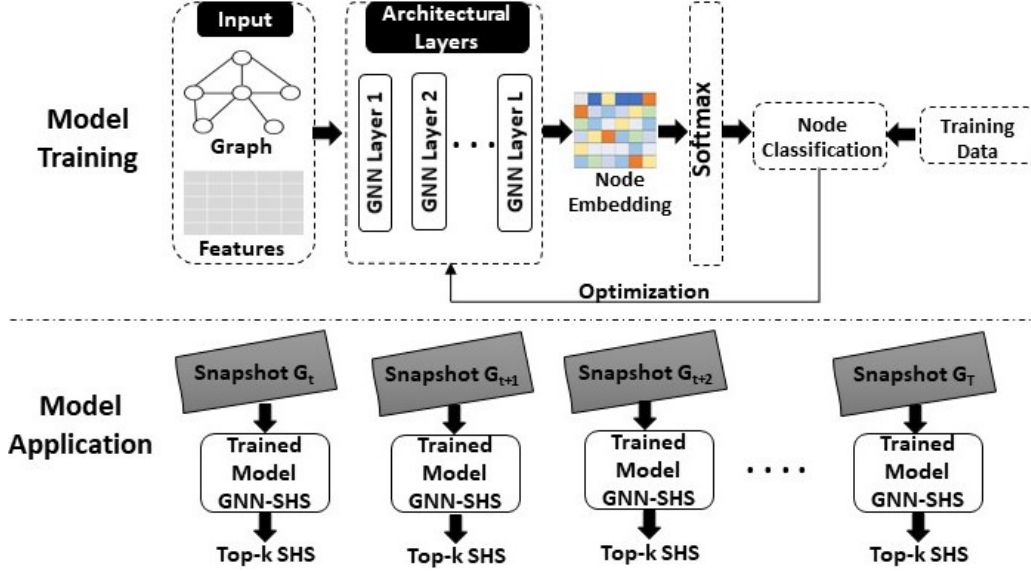 Model
Training
Input
Graph
Features
Architectural
Layers
GNN Layer 1
GNN Layer 2
GNN Layer L
Node
Embedding
Softmax
Node
Classification
Training
Data
Optimization
Model
Application
Snapshot Gt
Snapshot Gt+1
Snapshot Gt+2
Snapshot GT
Trained
Model
GNN-SHS
Trained
Model
GNN-SHS
Trained
Model
GNN-SHS
Trained
Model
GNN-SHS
Top-k SHS
Top-k SHS
Top-k SHS
Top-k SHS